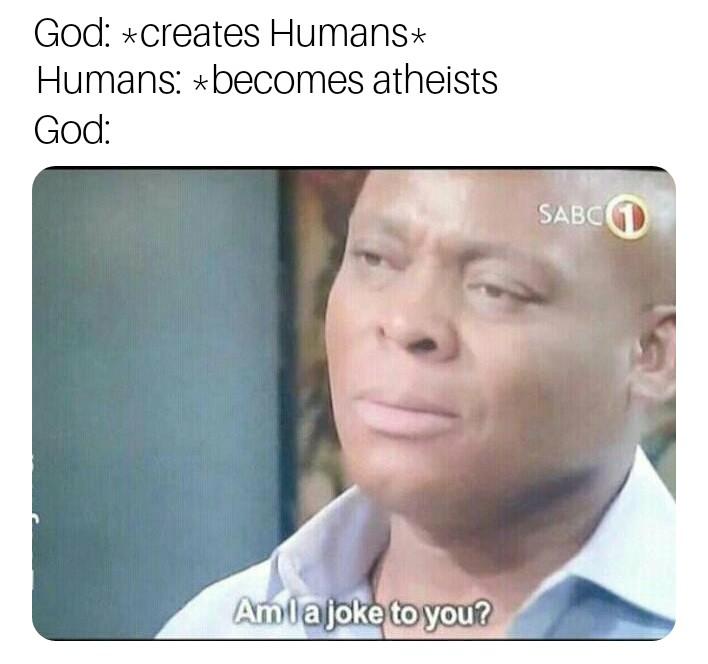 God: *creates Humans*
Humans: *becomes atheists
God:
SABC 1
Am I a joke to you?